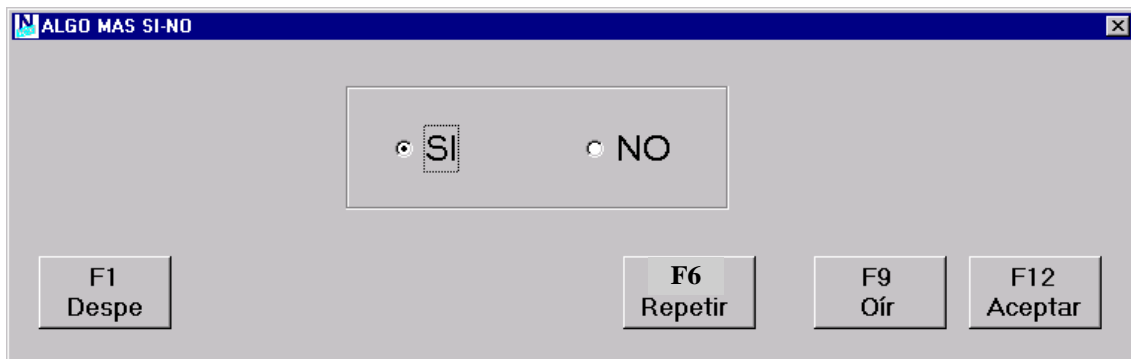 ALGO MAS SI-NO
SI NO
F1 F6 F9 F12
Despe Repetir Oír Aceptar